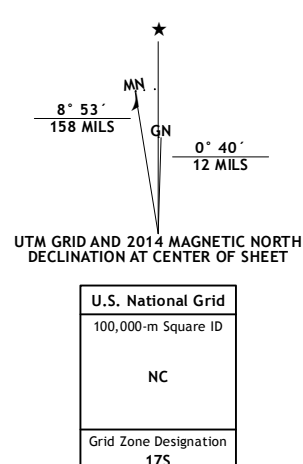 ★
MN
8° 53´
158 MILS
GN
0° 40´
12 MILS
UTM GRID AND 2014 MAGNETIC NORTH
DECLINATION AT CENTER OF SHEET
U.S. National Grid
100,000-m Square ID
NC
Grid Zone Designation
17S